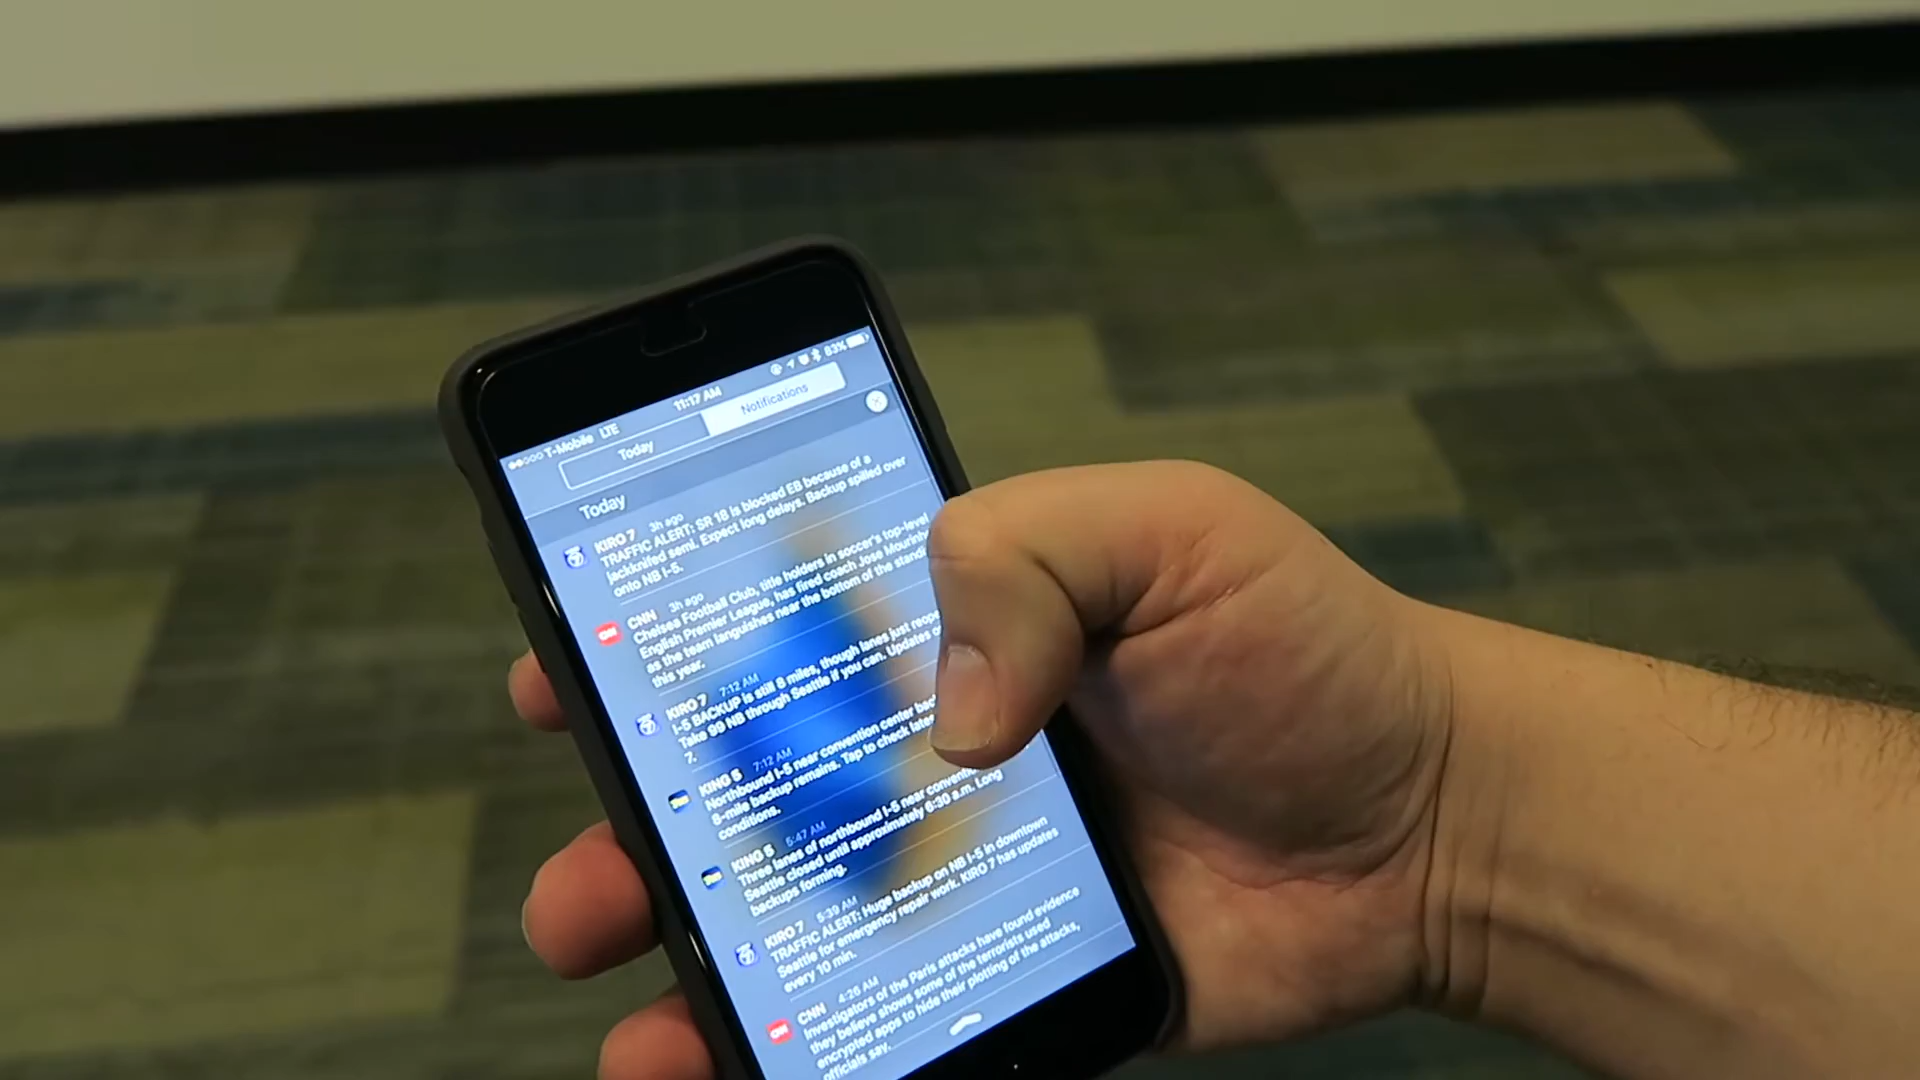 ●●○○○ T-Mobile LTE 11:17 AM 83%
Today Notifications
Today
KIRO 7 3h ago
TRAFFIC ALERT: SR 18 is blocked EB because of a
jackknifed semi. Expect long delays. Backup spilled over
onto NB I-5.
CNN 3h ago
Chelsea Football Club, title holders in soccer's top-level
English Premier League, has fired coach Jose Mourinh
as the team languishes near the bottom of the standi
this year.
KIRO 7 7:12 AM
I-5 BACKUP is still 8 miles, though lanes just reope
Take 99 NB through Seattle if you can. Updates o
7.
KING 5 7:12 AM
Northbound I-5 near convention center bac
8-mile backup remains. Tap to check lates
conditions.
KING 5 5:47 AM
Three lanes of northbound I-5 near conventio
Seattle closed until approximately 6:30 a.m. Long
backups forming.
KIRO 7 5:39 AM
TRAFFIC ALERT: Huge backup on NB I-5 in downtown
Seattle for emergency repair work. KIRO 7 has updates
every 10 min.
CNN 4:26 AM
Investigators of the Paris attacks have found evidence
they believe shows some of the terrorists used
encrypted apps to hide their plotting of the attacks,
officials say.